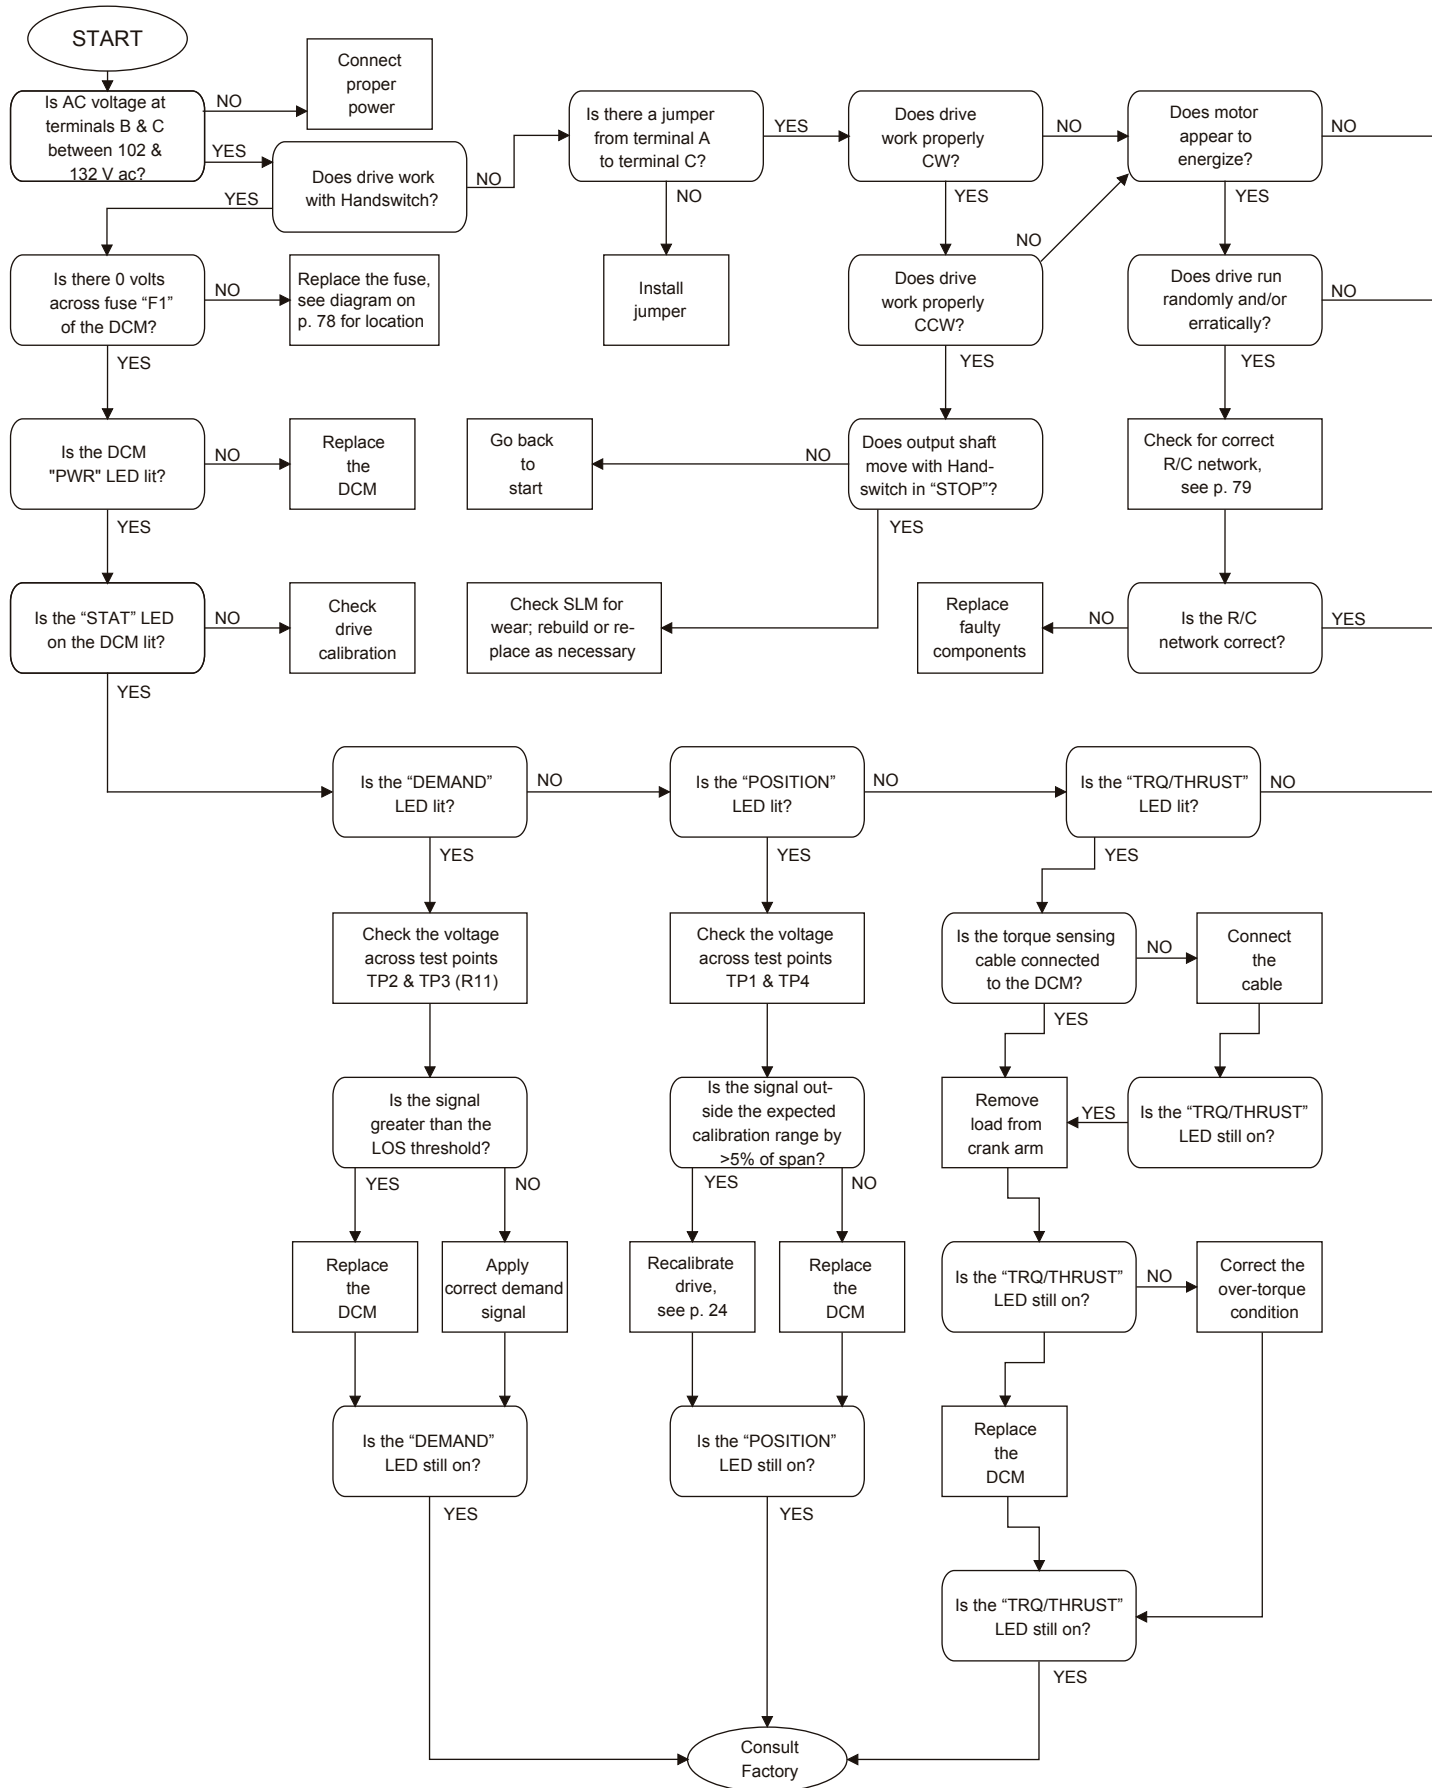 START
Connect
proper
power
Is AC voltage at
terminals B & C
between 102 &
132 V ac?
NO
YES
Does drive work
with Handswitch?
NO
YES
Is there a jumper
from terminal A
to terminal C?
YES
NO
Install
jumper
Does drive
work properly
CW?
NO
YES
Does motor
appear to
energize?
NO
YES
Is there 0 volts
across fuse “F1”
of the DCM?
NO
YES
Replace the fuse,
see diagram on
p. 78 for location
Does drive
work properly
CCW?
NO
YES
Does drive run
randomly and/or
erratically?
NO
YES
Is the DCM
"PWR" LED lit?
NO
YES
Replace
the
DCM
Go back
to
start
Does output shaft
move with Hand-
switch in “STOP”?
NO
YES
Check for correct
R/C network,
see p. 79
Is the “STAT” LED
on the DCM lit?
NO
YES
Check
drive
calibration
Check SLM for
wear; rebuild or re-
place as necessary
Replace
faulty
components
NO
Is the R/C
network correct?
YES
Is the “DEMAND”
LED lit?
NO
YES
Is the “POSITION”
LED lit?
NO
YES
Is the “TRQ/THRUST”
LED lit?
NO
YES
Check the voltage
across test points
TP2 & TP3 (R11)
Check the voltage
across test points
TP1 & TP4
Is the torque sensing
cable connected
to the DCM?
NO
YES
Connect
the
cable
Is the signal
greater than the
LOS threshold?
YES
NO
Is the signal out-
side the expected
calibration range by
>5% of span?
YES
NO
Remove
load from
crank arm
YES
Is the “TRQ/THRUST”
LED still on?
Replace
the
DCM
Apply
correct demand
signal
Recalibrate
drive,
see p. 24
Replace
the
DCM
Is the “TRQ/THRUST”
LED still on?
NO
Correct the
over-torque
condition
Is the “DEMAND”
LED still on?
YES
Is the “POSITION”
LED still on?
YES
Replace
the
DCM
Is the “TRQ/THRUST”
LED still on?
YES
Consult
Factory